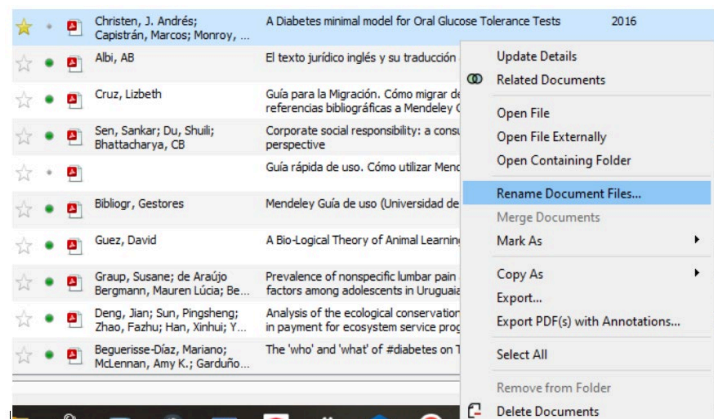 Christen, J. Andrés;
Capistrán, Marcos; Monroy, ...
A Diabetes minimal model for Oral Glucose Tolerance Tests
2016
Albi, AB
El texto jurídico inglés y su traducción
Cruz, Lizbeth
Guía para la Migración. Cómo migrar de
referencias bibliográficas a Mendeley
Sen, Sankar; Du, Shuili;
Bhattacharya, CB
Corporate social responsibility: a
perspective
Guía rápida de uso. Cómo utilizar
Bibliogr, Gestores
Mendeley Guía de uso (Universidad de
Guez, David
A Bio-Logical Theory of Animal
Graup, Susane; de Araújo
Bergmann, Mauren Lúcia; Be...
Prevalence of nonspecific lumbar pain
factors among adolescents in
Deng, Jian; Sun, Pingsheng;
Zhao, Fazhu; Han, Xinhui; Y...
Analysis of the ecological conservation
in payment for ecosystem service
Beguerisse-Díaz, Mariano;
McLennan, Amy K.; Garduño...
The 'who' and 'what' of #diabetes on
Update Details
Related Documents
Open File
Open File Externally
Open Containing Folder
Rename Document Files...
Merge Documents
Mark As
Copy As
Export...
Export PDF(s) with Annotations...
Select All
Remove from Folder
Delete Documents